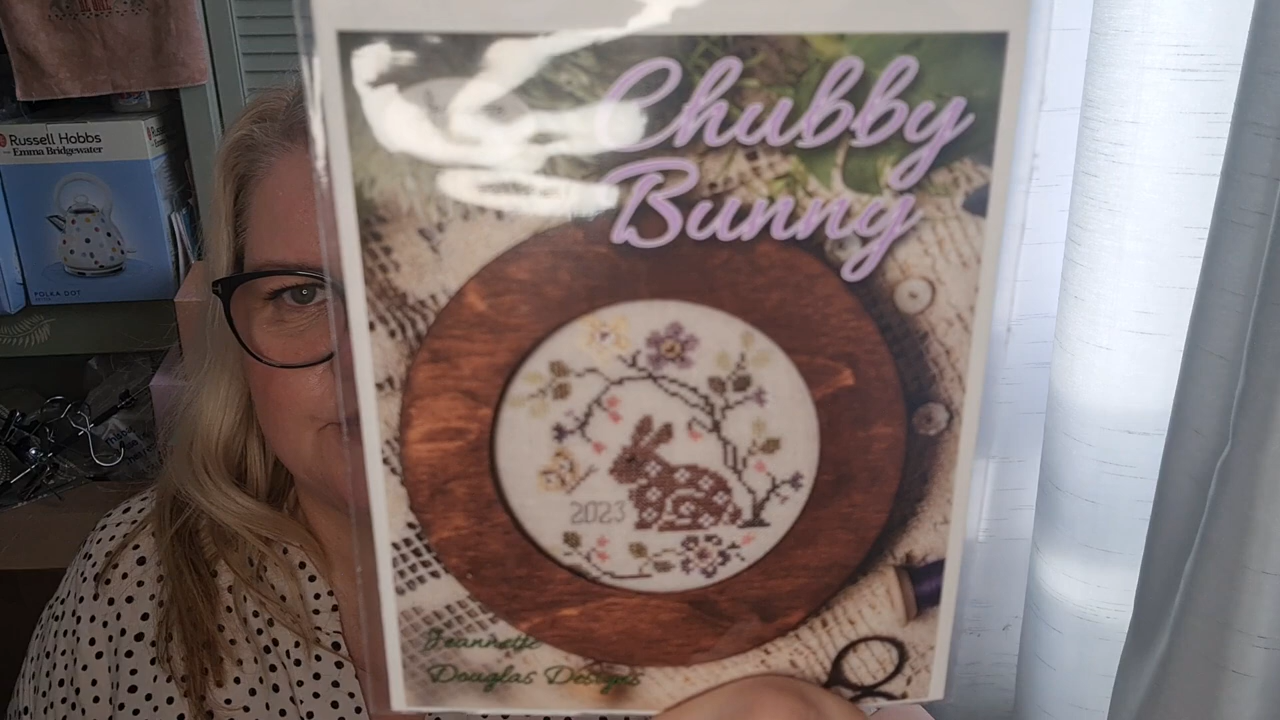 Chubby
Bunny
Russell Hobbs
Emma Bridgewater
POLKA DOT
2023
Jeannette
Douglas Designs